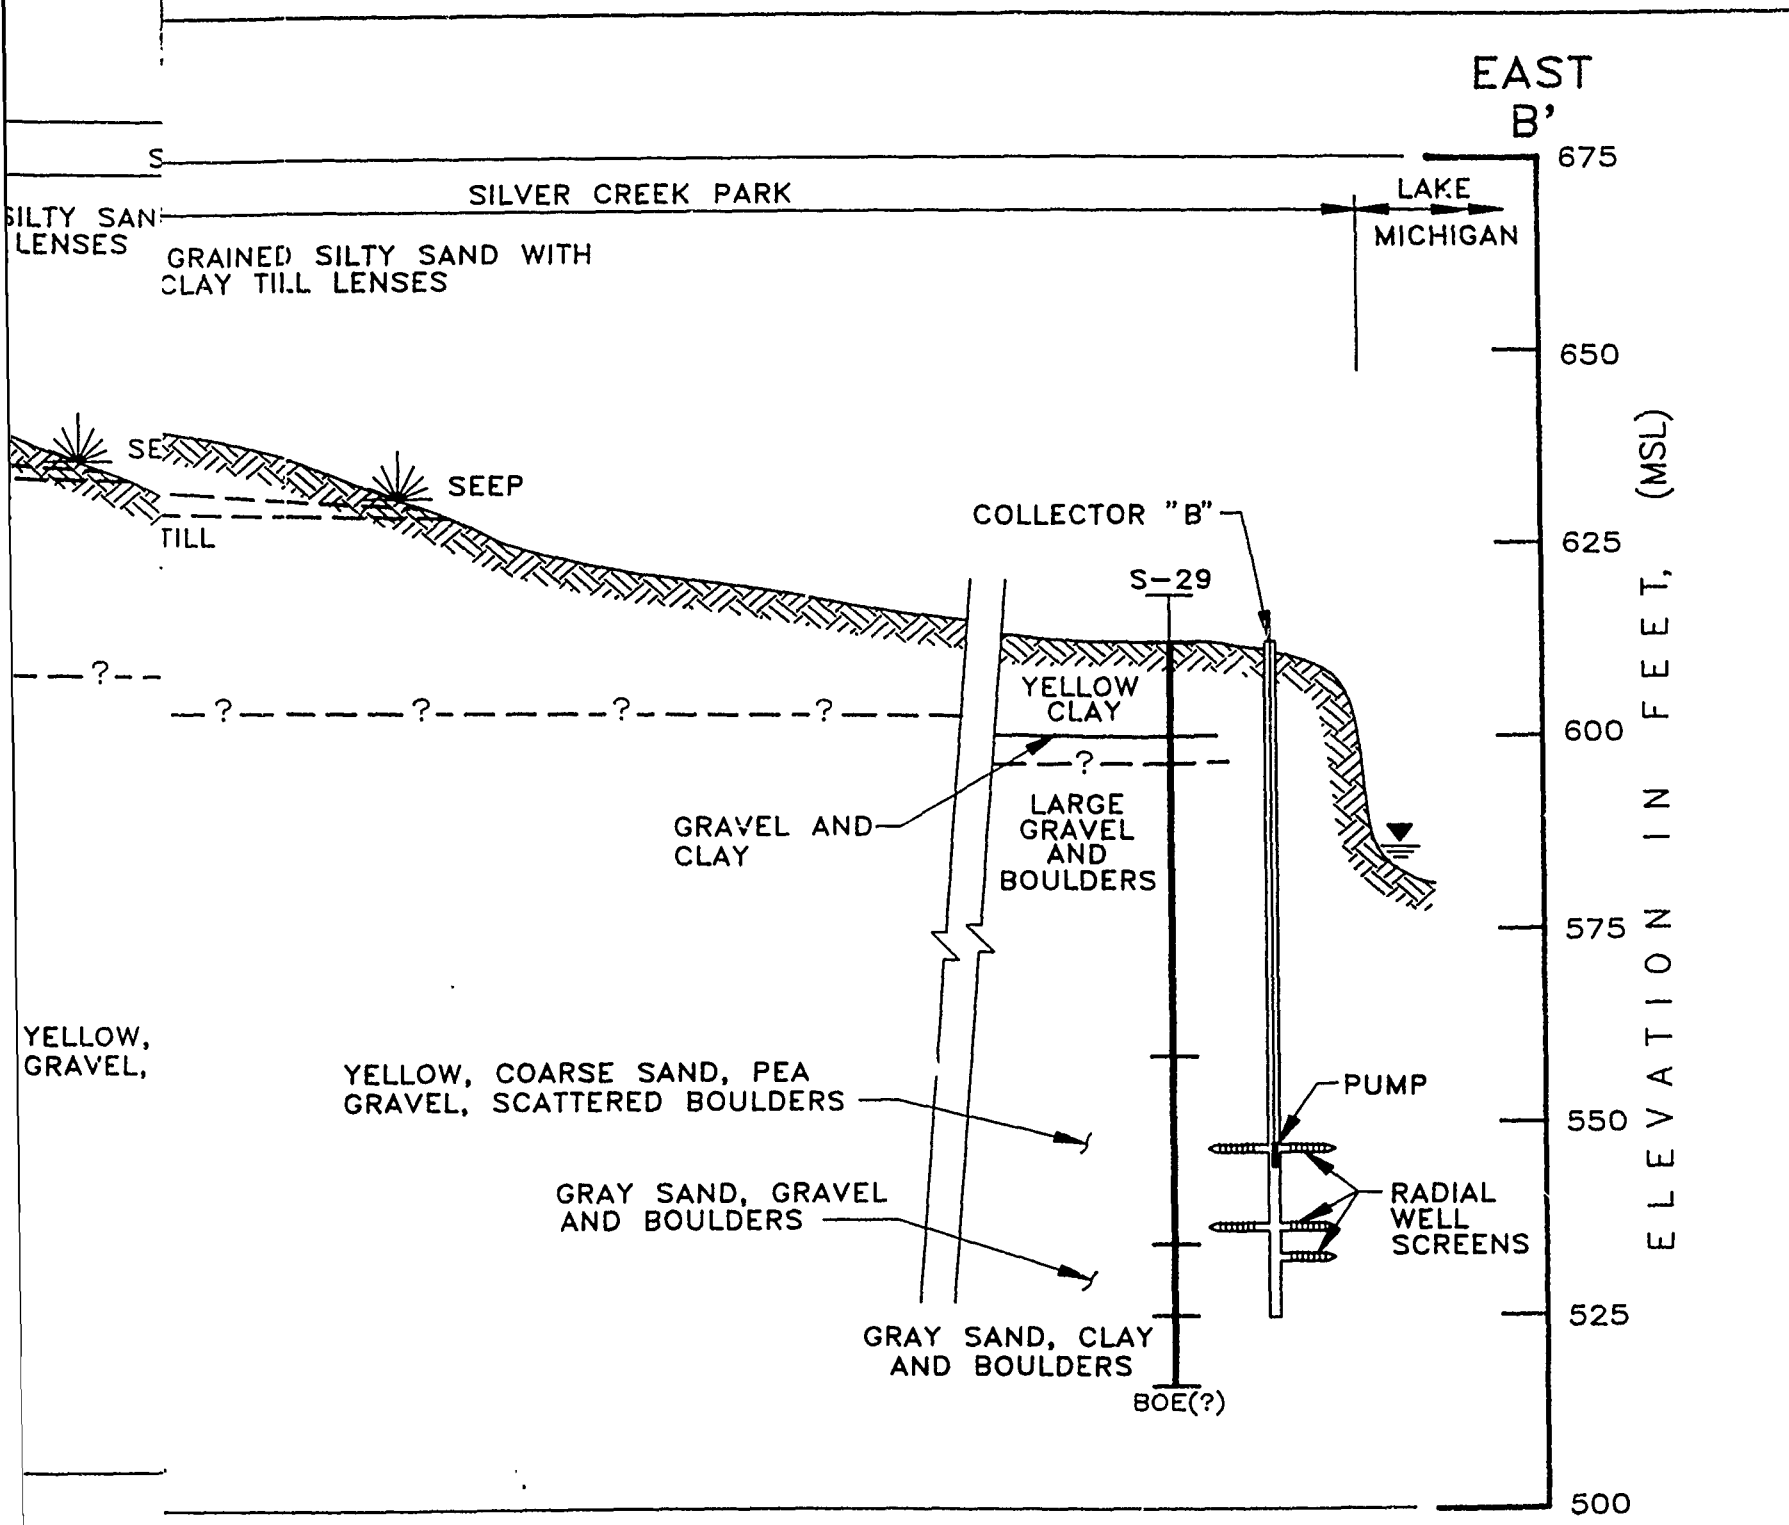 EAST
B'
675
S
SILVER CREEK PARK
LAKE
MICHIGAN
SILTY SAN
LENSES
GRAINED SILTY SAND WITH
CLAY TILL LENSES
650
SE
SEEP
TILL
COLLECTOR "B"
625
S-29
?
? ? ? ?
YELLOW
CLAY
600
?
GRAVEL AND
CLAY
LARGE
GRAVEL
AND
BOULDERS
575
ELEVATION IN FEET, (MSL)
YELLOW,
GRAVEL,
YELLOW, COARSE SAND, PEA
GRAVEL, SCATTERED BOULDERS
PUMP
550
GRAY SAND, GRAVEL
AND BOULDERS
RADIAL
WELL
SCREENS
525
GRAY SAND, CLAY
AND BOULDERS
BOE(?)
500